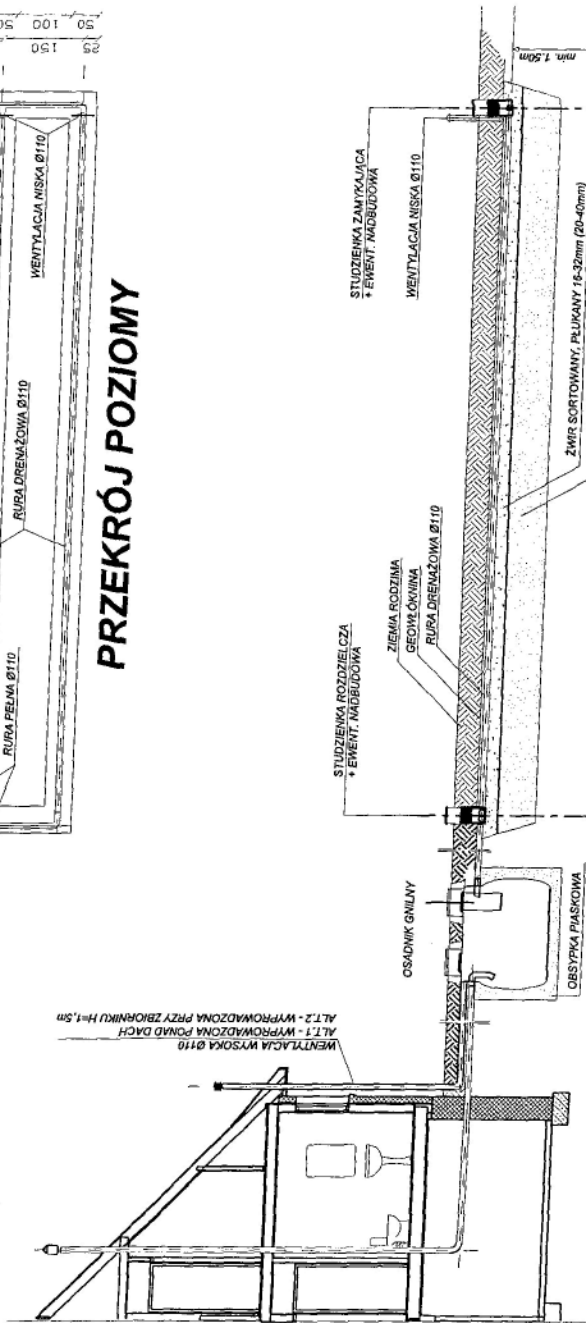 50 100 50
25 150
WENTYLACJA NISKA Ø110
RURA DRENAŻOWA Ø110
RURA PEŁNA Ø110
PRZEKRÓJ POZIOMY
min. 1.50m
STUDZIENKA ZAMYKAJĄCA
+ EWENT. NADBUDOWA
WENTYLACJA NISKA Ø110
ŻWIR SORTOWANY, PŁUKANY 16-32mm (20-40mm)
ZIEMIA RODZIMA
GEOWŁÓKNINA
RURA DRENAŻOWA Ø110
STUDZIENKA ROZDZIELCZA
+ EWENT. NADBUDOWA
OSADNIK GNILNY
OBSYPKA PIASKOWA
WENTYLACJA WYSOKA Ø110
ALT.1 - WYPROWADZONA PONAD DACH
ALT.2 - WYPROWADZONA PRZY ZBIORNIKU H=1,5m